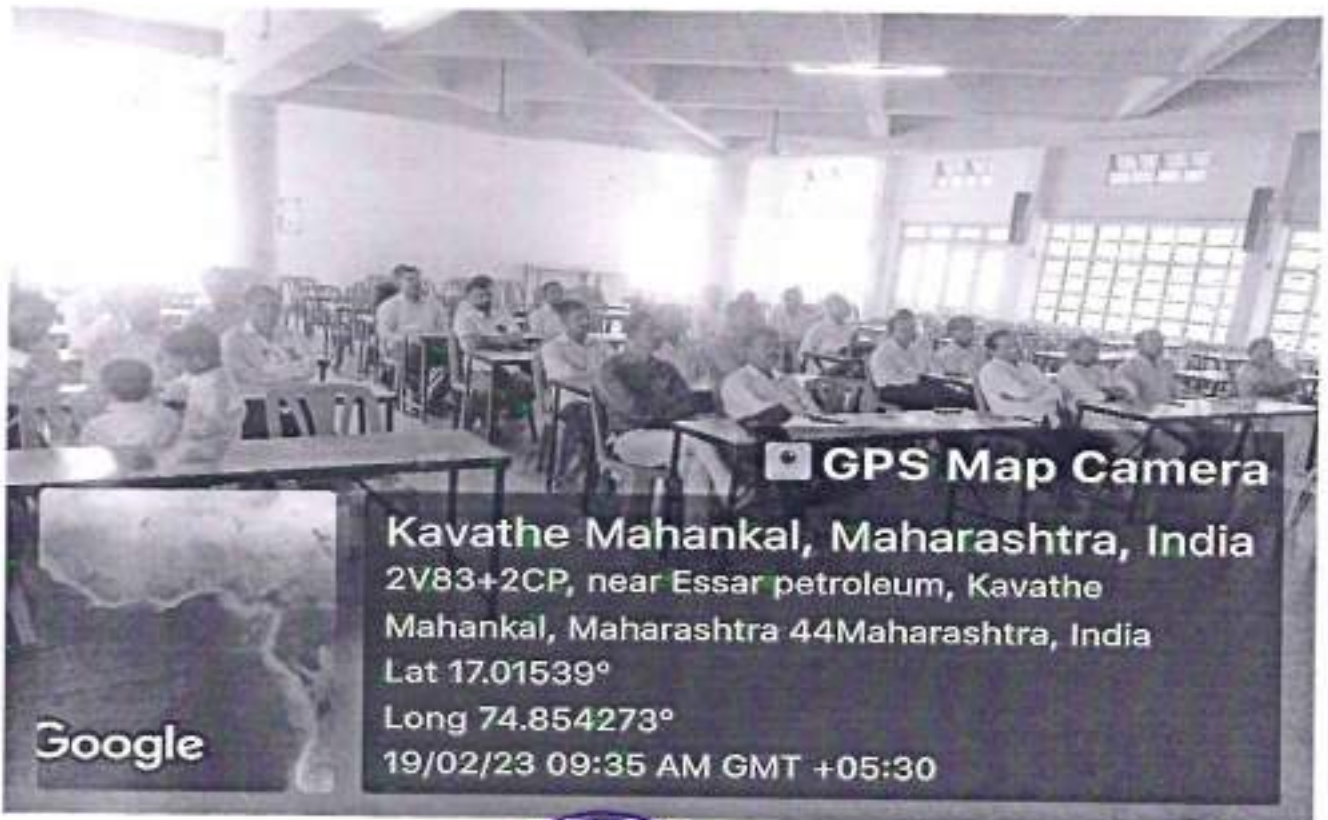 GPS Map Camera
Kavathe Mahankal, Maharashtra, India
2V83+2CP, near Essar petroleum, Kavathe
Mahankal, Maharashtra 44Maharashtra, India
Lat 17.01539°
Long 74.854273°
19/02/23 09:35 AM GMT +05:30
Google